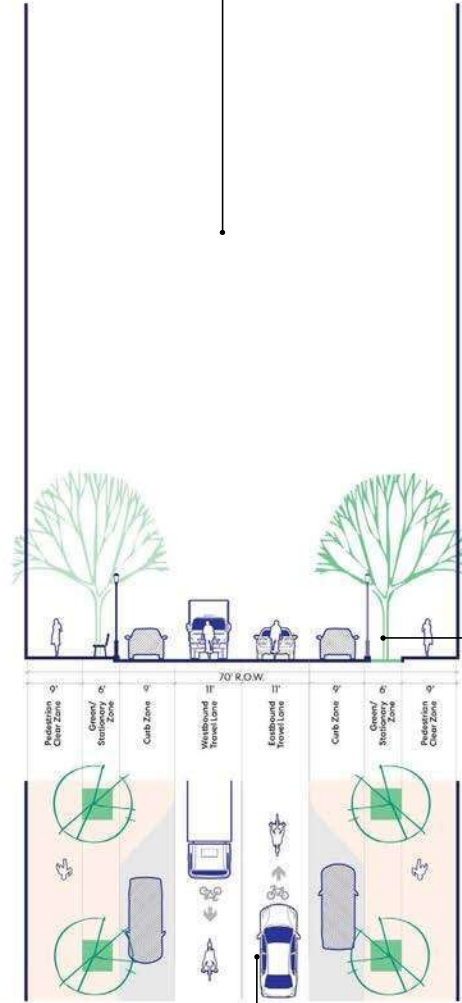 70' R.O.W.
9'
6'
9'
11'
11'
9'
6'
9'
Pedestrian
Clear Zone
Green/
Stationary
Zone
Curb Zone
Westbound
Travel Lane
Eastbound
Travel Lane
Curb Zone
Green/
Stationary
Zone
Pedestrian
Clear Zone